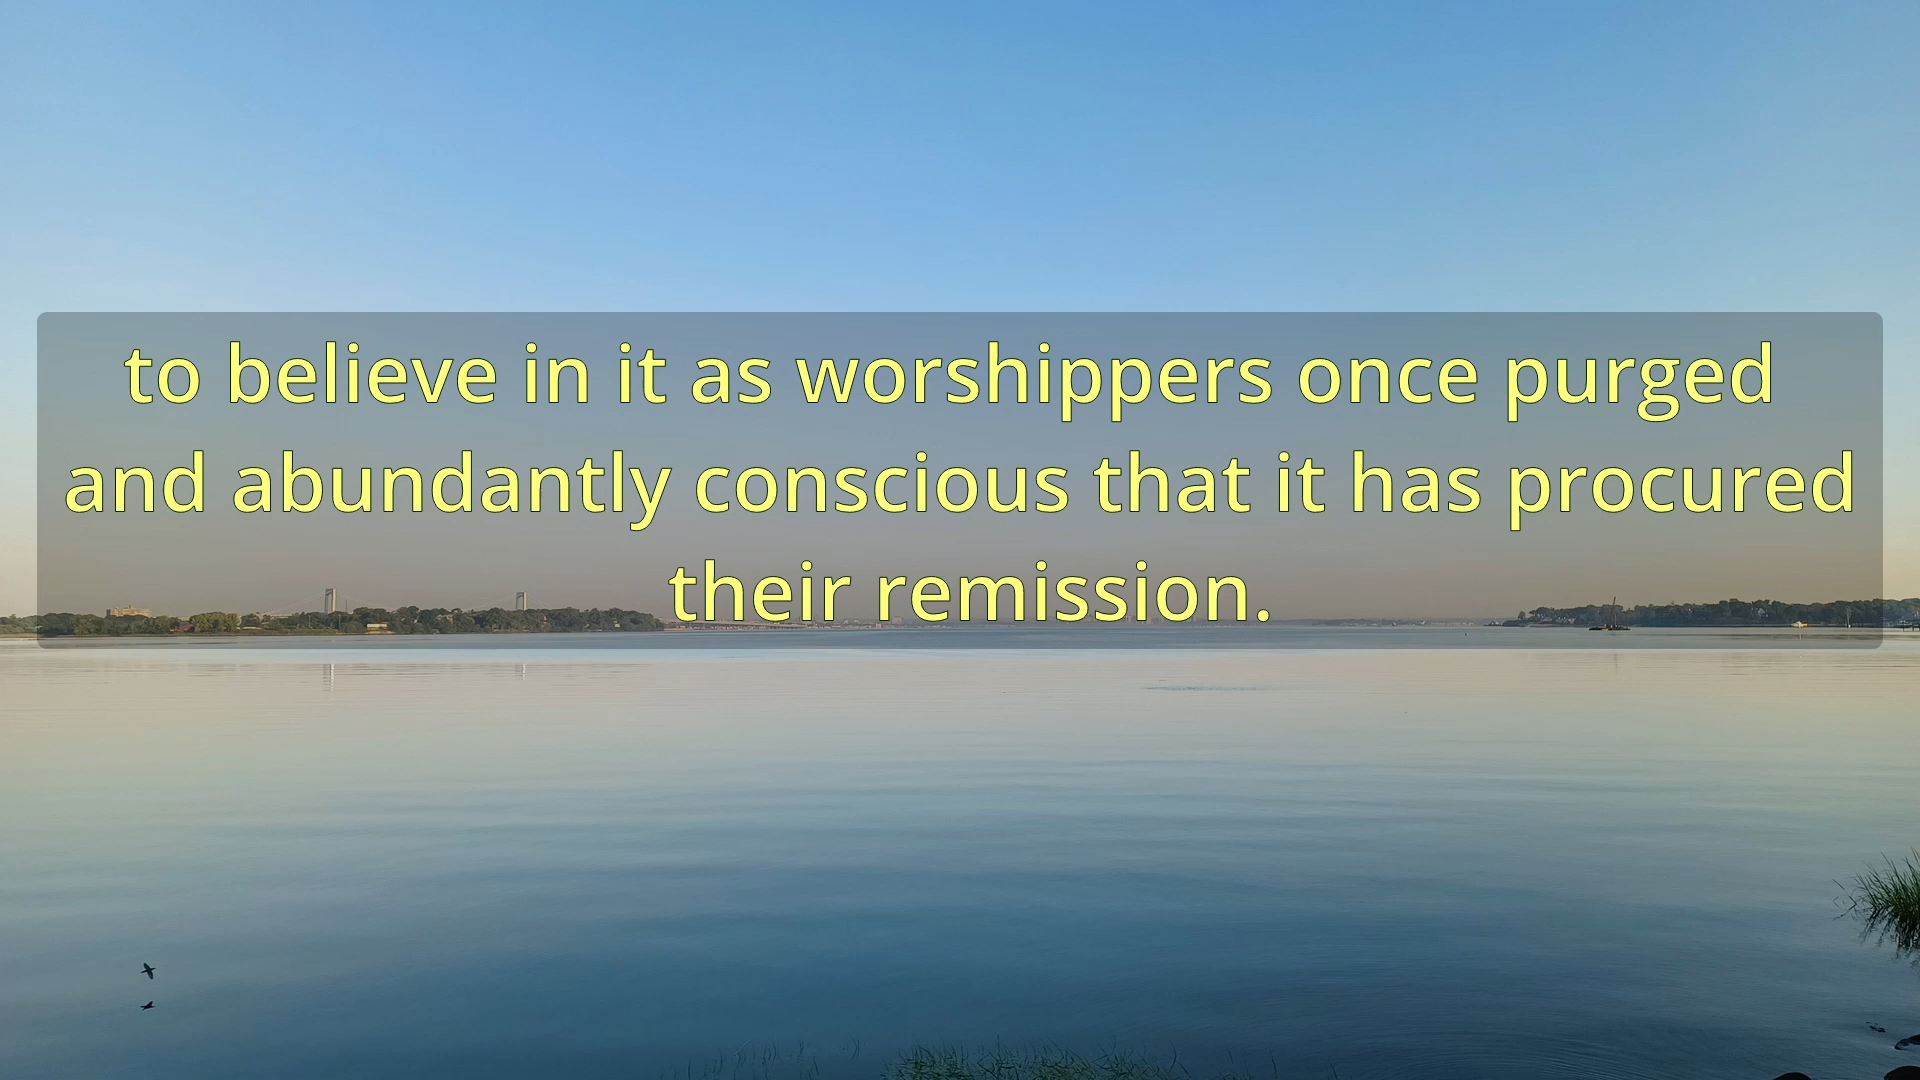 to believe in it as worshippers once purged
and abundantly conscious that it has procured
their remission.